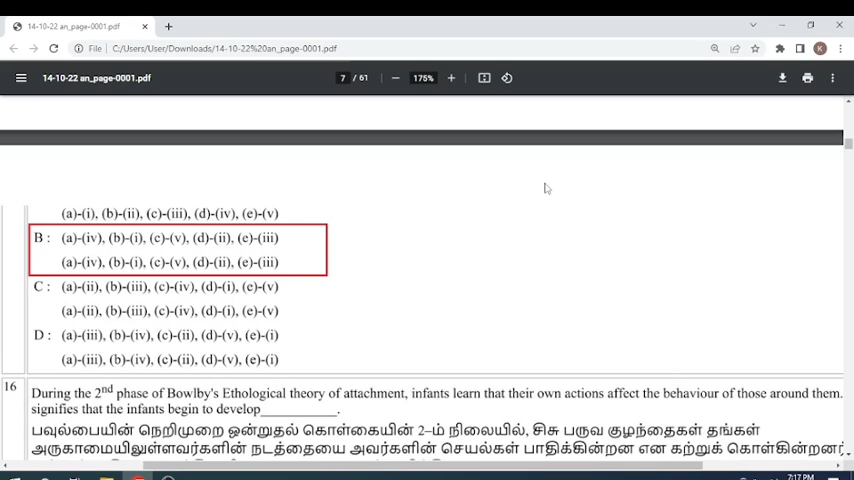 14-10-22 an_page-0001.pdf
File C:/Users/User/Downloads/14-10-22%20an_page-0001.pdf
K
14-10-22 an_page-0001.pdf 7 / 61 175%
(a)-(i), (b)-(ii), (c)-(iii), (d)-(iv), (e)-(v)
B : (a)-(iv), (b)-(i), (c)-(v), (d)-(ii), (e)-(iii)
(a)-(iv), (b)-(i), (c)-(v), (d)-(ii), (e)-(iii)
C : (a)-(ii), (b)-(iii), (c)-(iv), (d)-(i), (e)-(v)
(a)-(ii), (b)-(iii), (c)-(iv), (d)-(i), (e)-(v)
D : (a)-(iii), (b)-(iv), (c)-(ii), (d)-(v), (e)-(i)
(a)-(iii), (b)-(iv), (c)-(ii), (d)-(v), (e)-(i)
16 During the 2nd phase of Bowlby's Ethological theory of attachment, infants learn that their own actions affect the behaviour of those around them.
signifies that the infants begin to develop____________.
பவுல்பையின் நெறிமுறை ஒன்றுதல் கொள்கையின் 2–ம் நிலையில், சிசு பருவ குழந்தைகள் தங்கள்
அருகாமையிலுள்ளவர்களின் நடத்தையை அவர்களின் செயல்கள் பாதிக்கின்றன என கற்றுக் கொள்கின்றனர்
7:17 PM